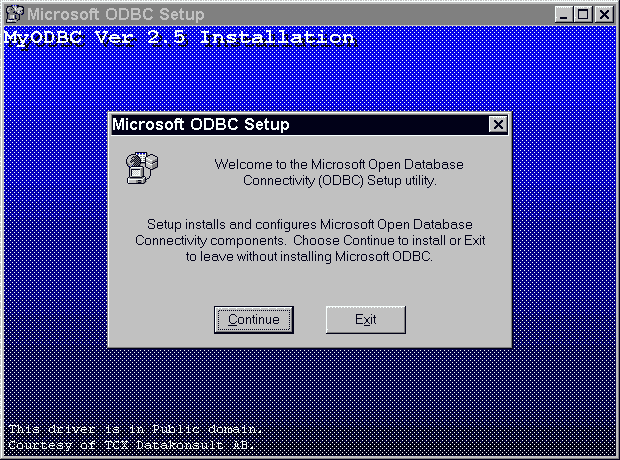 Microsoft ODBC Setup
MyODBC Ver 2.5 Installation
Microsoft ODBC Setup
Welcome to the Microsoft Open Database
Connectivity (ODBC) Setup utility.
Setup installs and configures Microsoft Open Database
Connectivity components.  Choose Continue to install or Exit
to leave without installing Microsoft ODBC.
Continue
Exit
This driver is in Public domain.
Courtesy of TCX Datakonsult AB.